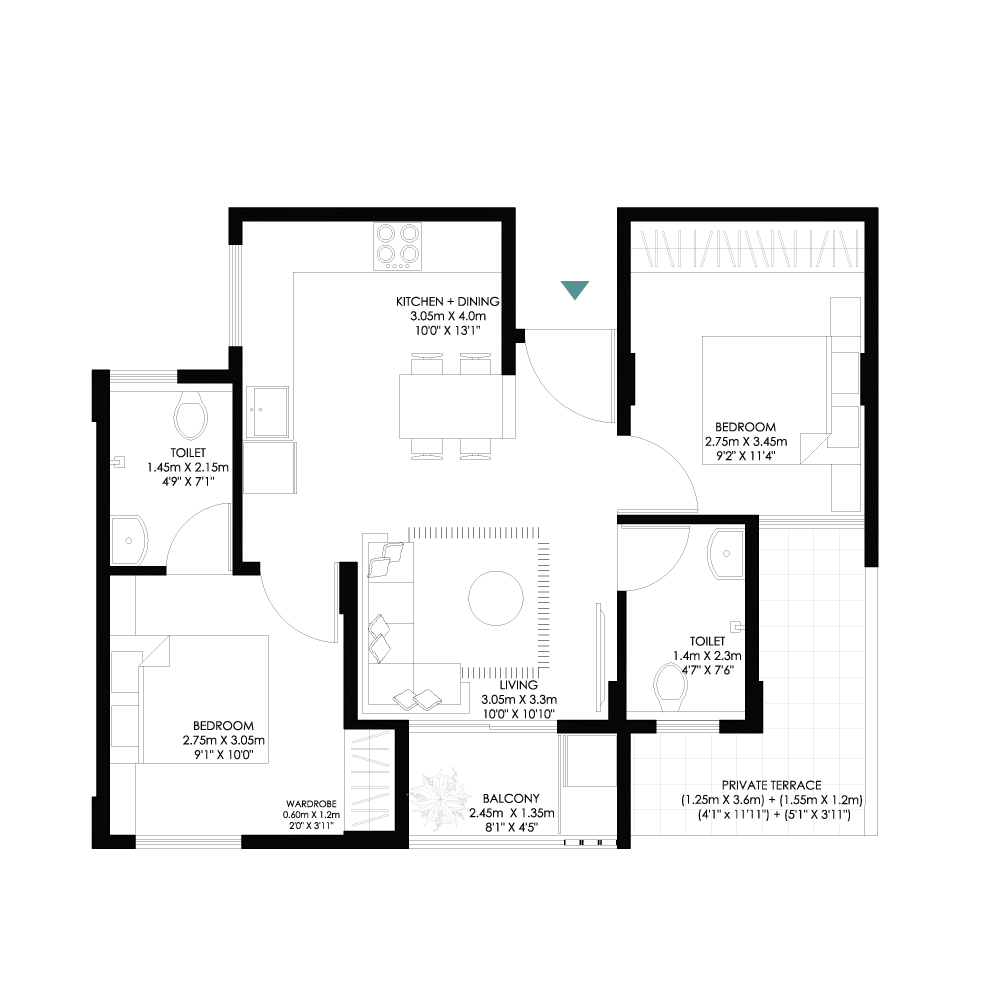 KITCHEN + DINING
3.05m X 4.0m
10'0" X 13'1"
BEDROOM
2.75m X 3.45m
9'2" X 11'4"
TOILET
1.45m X 2.15m
4'9" X 7'1"
TOILET
1.4m X 2.3m
4'7" X 7'6"
LIVING
3.05m X 3.3m
10'0" X 10'10"
BEDROOM
2.75m X 3.05m
9'1" X 10'0"
WARDROBE
0.60m X 1.2m
2'0" X 3'11"
BALCONY
2.45m X 1.35m
8'1" X 4'5"
PRIVATE TERRACE
(1.25m X 3.6m) + (1.55m X 1.2m)
(4'1" x 11'11") + (5'1" X 3'11")